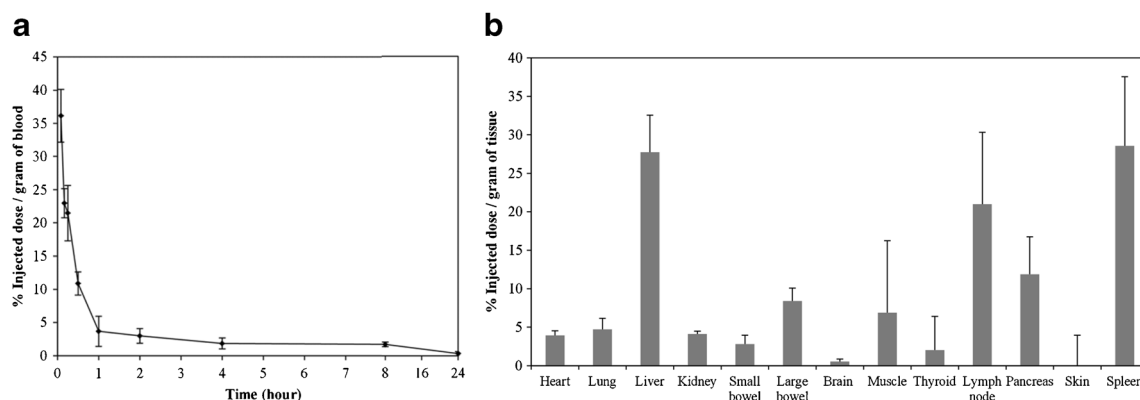 a
% Injected dose / gram of blood
45
40
35
30
25
20
15
10
5
0
0 1 2 3 4 5 6 7 8 16 24
Time (hour)
b
% Injected dose / gram of tissue
40
35
30
25
20
15
10
5
0
Heart Lung Liver Kidney Small Large Brain Muscle Thyroid Lymph Pancreas Skin Spleen
bowel bowel node